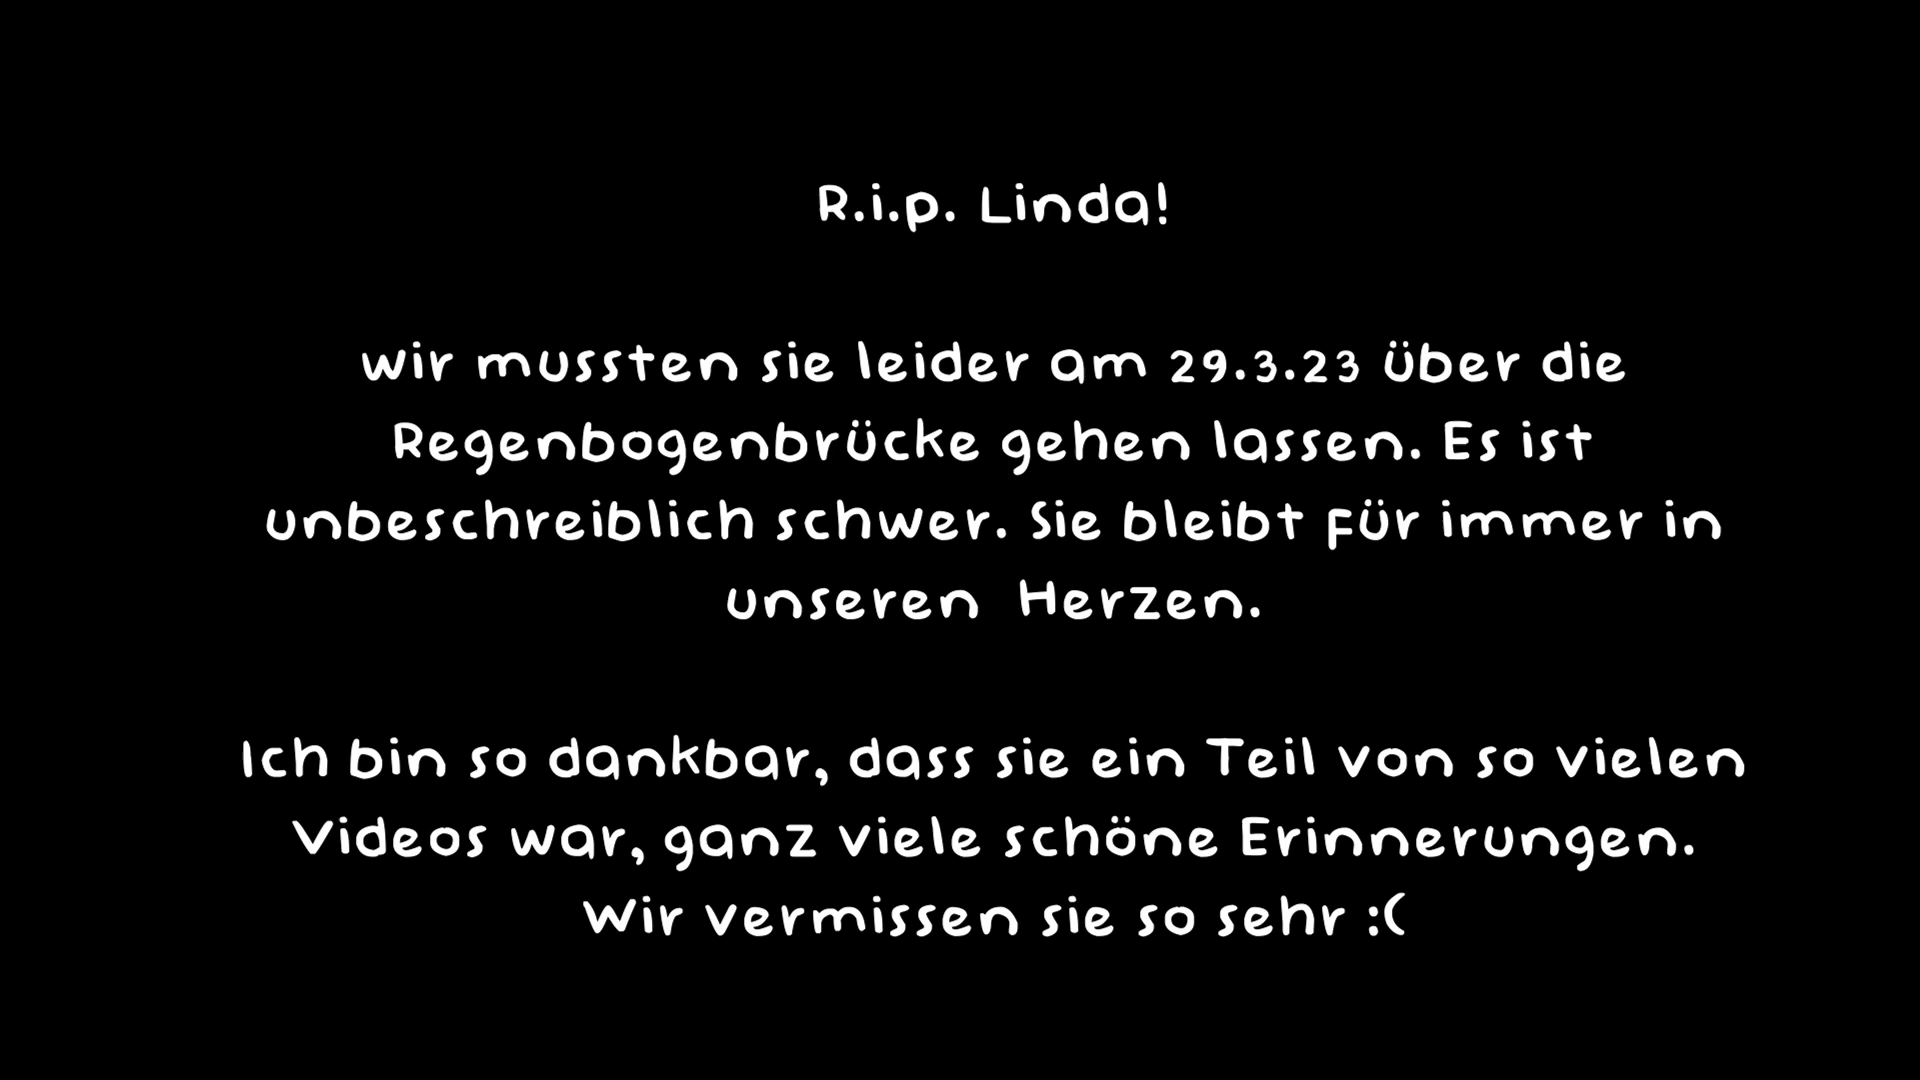 R.i.p. Linda!
wir mussten sie leider am 29.3.23 über die
Regenbogenbrücke gehen lassen. Es ist
unbeschreiblich schwer. Sie bleibt für immer in
unseren Herzen.
Ich bin so dankbar, dass sie ein Teil von so vielen
Videos war, ganz viele schöne Erinnerungen.
Wir vermissen sie so sehr :(